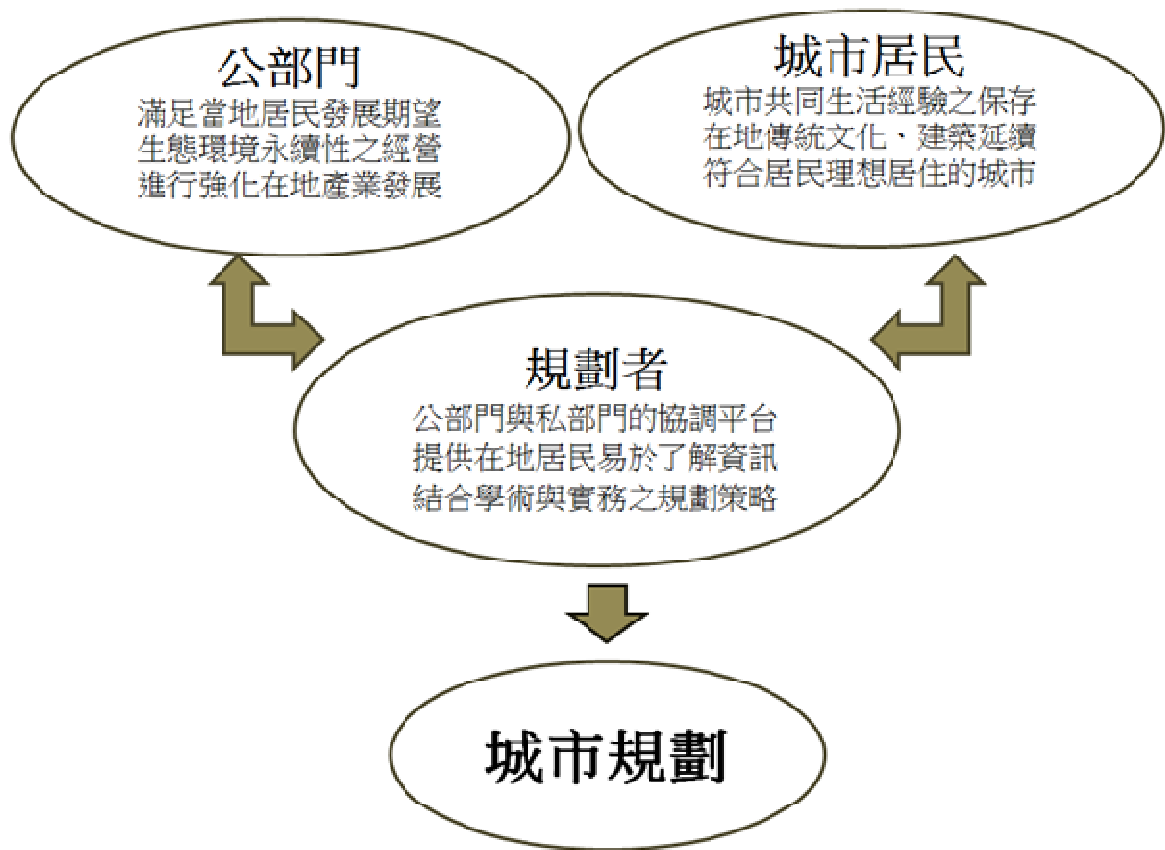 公部門
滿足當地居民發展期望
生態環境永續性之經營
進行強化在地產業發展
城市居民
城市共同生活經驗之保存
在地傳統文化、建築延續
符合居民理想居住的城市
規劃者
公部門與私部門的協調平台
提供在地居民易於了解資訊
結合學術與實務之規劃策略
城市規劃